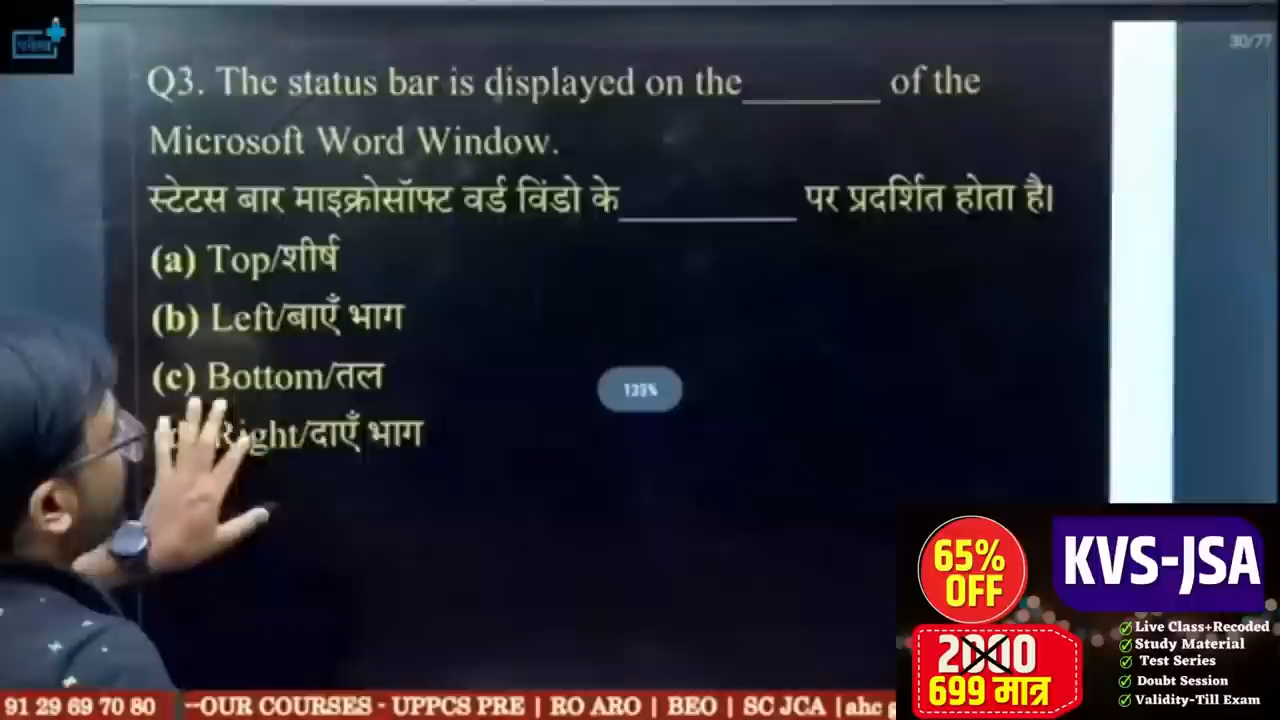 30/77
Q3. The status bar is displayed on the_______ of the
Microsoft Word Window.
स्टेटस बार माइक्रोसॉफ्ट वर्ड विंडो के_________ पर प्रदर्शित होता है।
(a) Top/शीर्ष
(b) Left/बाएँ भाग
(c) Bottom/तल
Right/दाएँ भाग
133%
65%
OFF
KVS-JSA
2000
699 मात्र
Live Class+Recoded
Study Material
Test Series
Doubt Session
Validity-Till Exam
91 29 69 70 80 --OUR COURSES - UPPCS PRE | RO ARO | BEO | SC JCA |ahc g